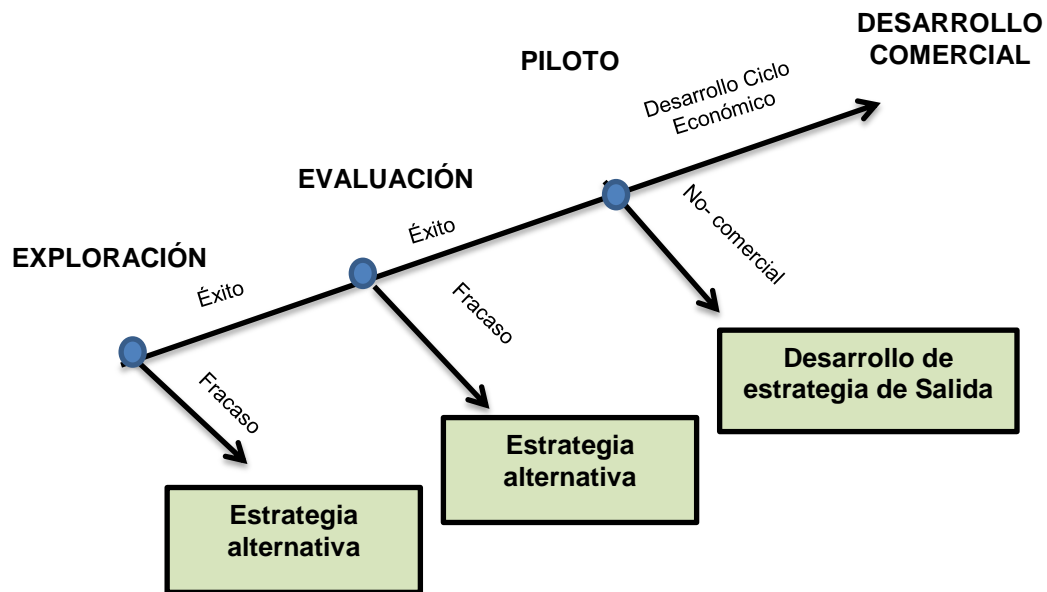 DESARROLLO
COMERCIAL
PILOTO
Desarrollo Ciclo
Económico
EVALUACIÓN
Éxito
No- comercial
EXPLORACIÓN
Éxito
Fracaso
Desarrollo de
estrategia de Salida
Fracaso
Estrategia
alternativa
Estrategia
alternativa